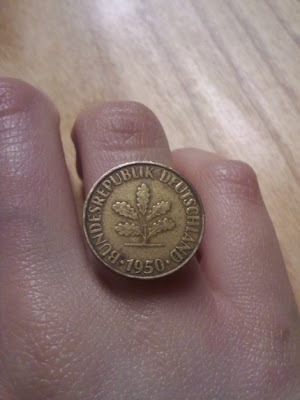 BUNDESREPUBLIK DEUTSCHLAND
· 1950 ·